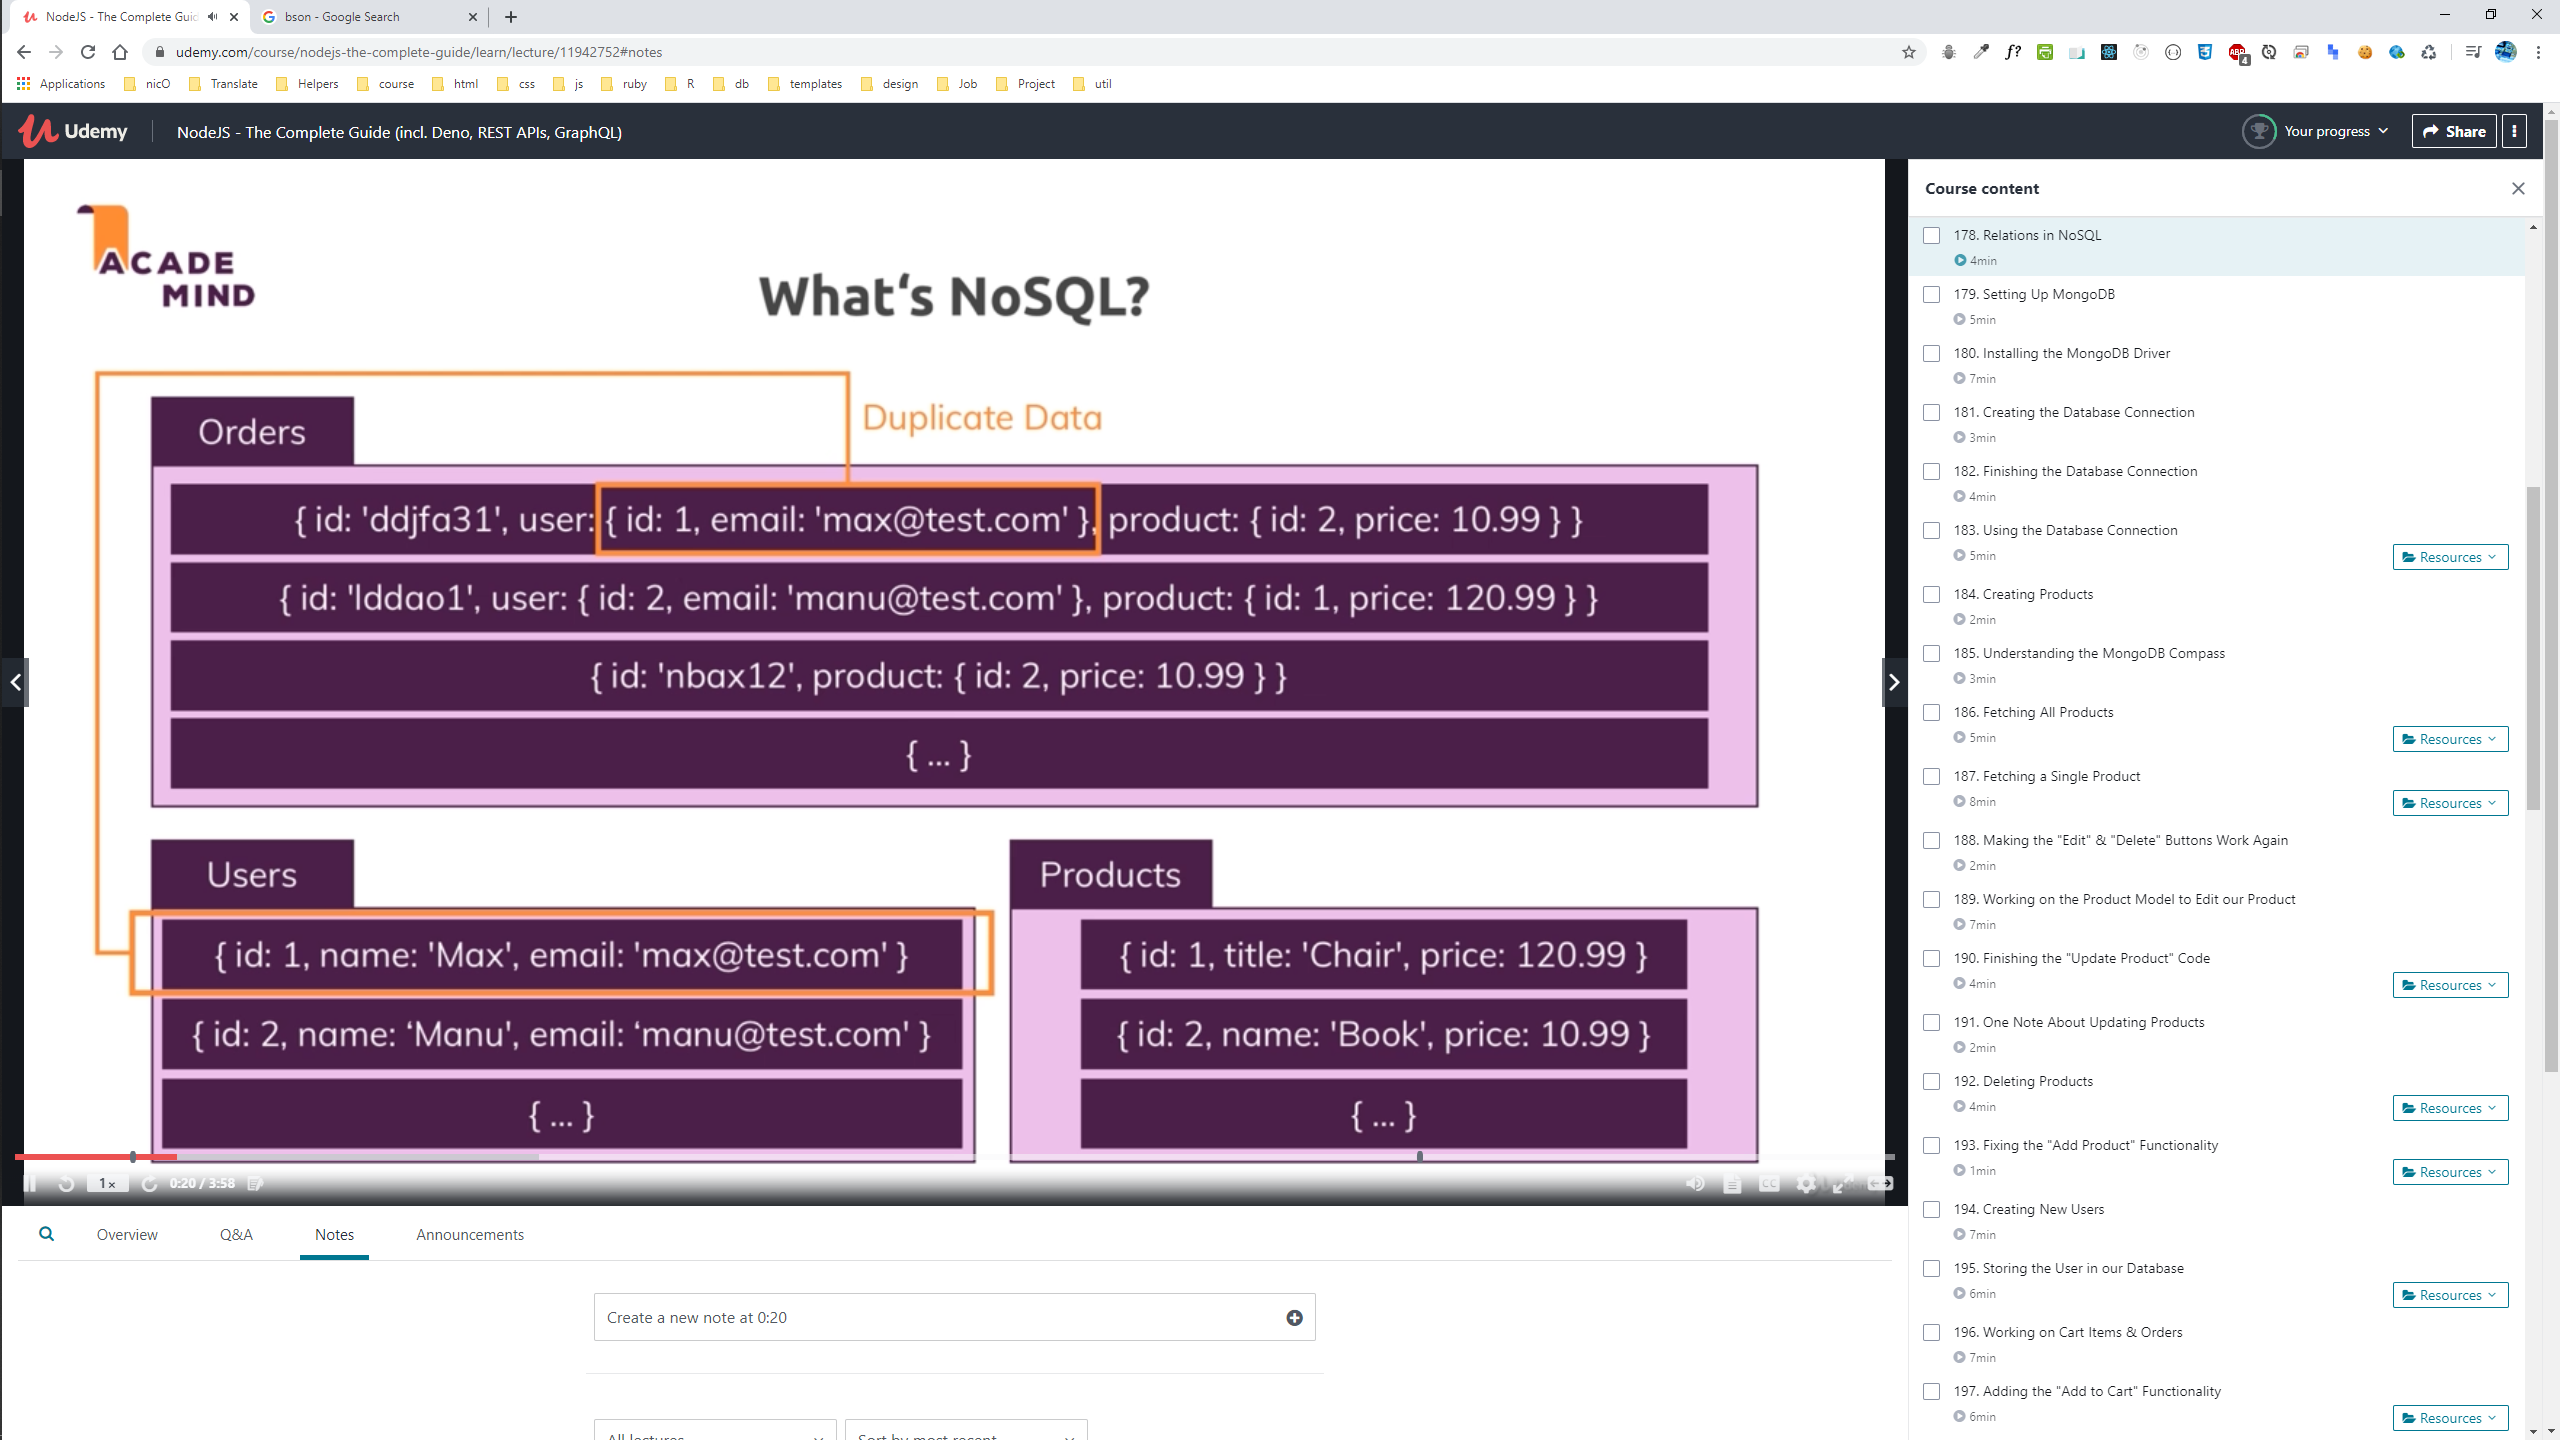 NodeJS - The Complete Guid
bson - Google Search
udemy.com/course/nodejs-the-complete-guide/learn/lecture/11942752#notes
f?
ABP
4
Applications
nicO
Translate
Helpers
course
html
css
js
ruby
R
db
templates
design
Job
Project
util
Udemy
NodeJS - The Complete Guide (incl. Deno, REST APIs, GraphQL)
Your progress
Share
ACADE
MIND
What‘s NoSQL?
Duplicate Data
Orders
{ id: 'ddjfa31', user: { id: 1, email: 'max@test.com' }, product: { id: 2, price: 10.99 } }
{ id: 'lddao1', user: { id: 2, email: 'manu@test.com' }, product: { id: 1, price: 120.99 } }
{ id: 'nbax12', product: { id: 2, price: 10.99 } }
{ ... }
Users
{ id: 1, name: 'Max', email: 'max@test.com' }
{ id: 2, name: ‘Manu', email: ‘manu@test.com' }
{ ... }
Products
{ id: 1, title: 'Chair', price: 120.99 }
{ id: 2, name: 'Book', price: 10.99 }
{ ... }
1×
0:20 / 3:58
CC
Overview
Q&A
Notes
Announcements
Create a new note at 0:20
All lectures
Sort by most recent
Course content
178. Relations in NoSQL
4min
179. Setting Up MongoDB
5min
180. Installing the MongoDB Driver
7min
181. Creating the Database Connection
3min
182. Finishing the Database Connection
4min
183. Using the Database Connection
5min
Resources
184. Creating Products
2min
185. Understanding the MongoDB Compass
3min
186. Fetching All Products
5min
Resources
187. Fetching a Single Product
8min
Resources
188. Making the "Edit" & "Delete" Buttons Work Again
2min
189. Working on the Product Model to Edit our Product
7min
190. Finishing the "Update Product" Code
4min
Resources
191. One Note About Updating Products
2min
192. Deleting Products
4min
Resources
193. Fixing the "Add Product" Functionality
1min
Resources
194. Creating New Users
7min
195. Storing the User in our Database
6min
Resources
196. Working on Cart Items & Orders
7min
197. Adding the "Add to Cart" Functionality
6min
Resources